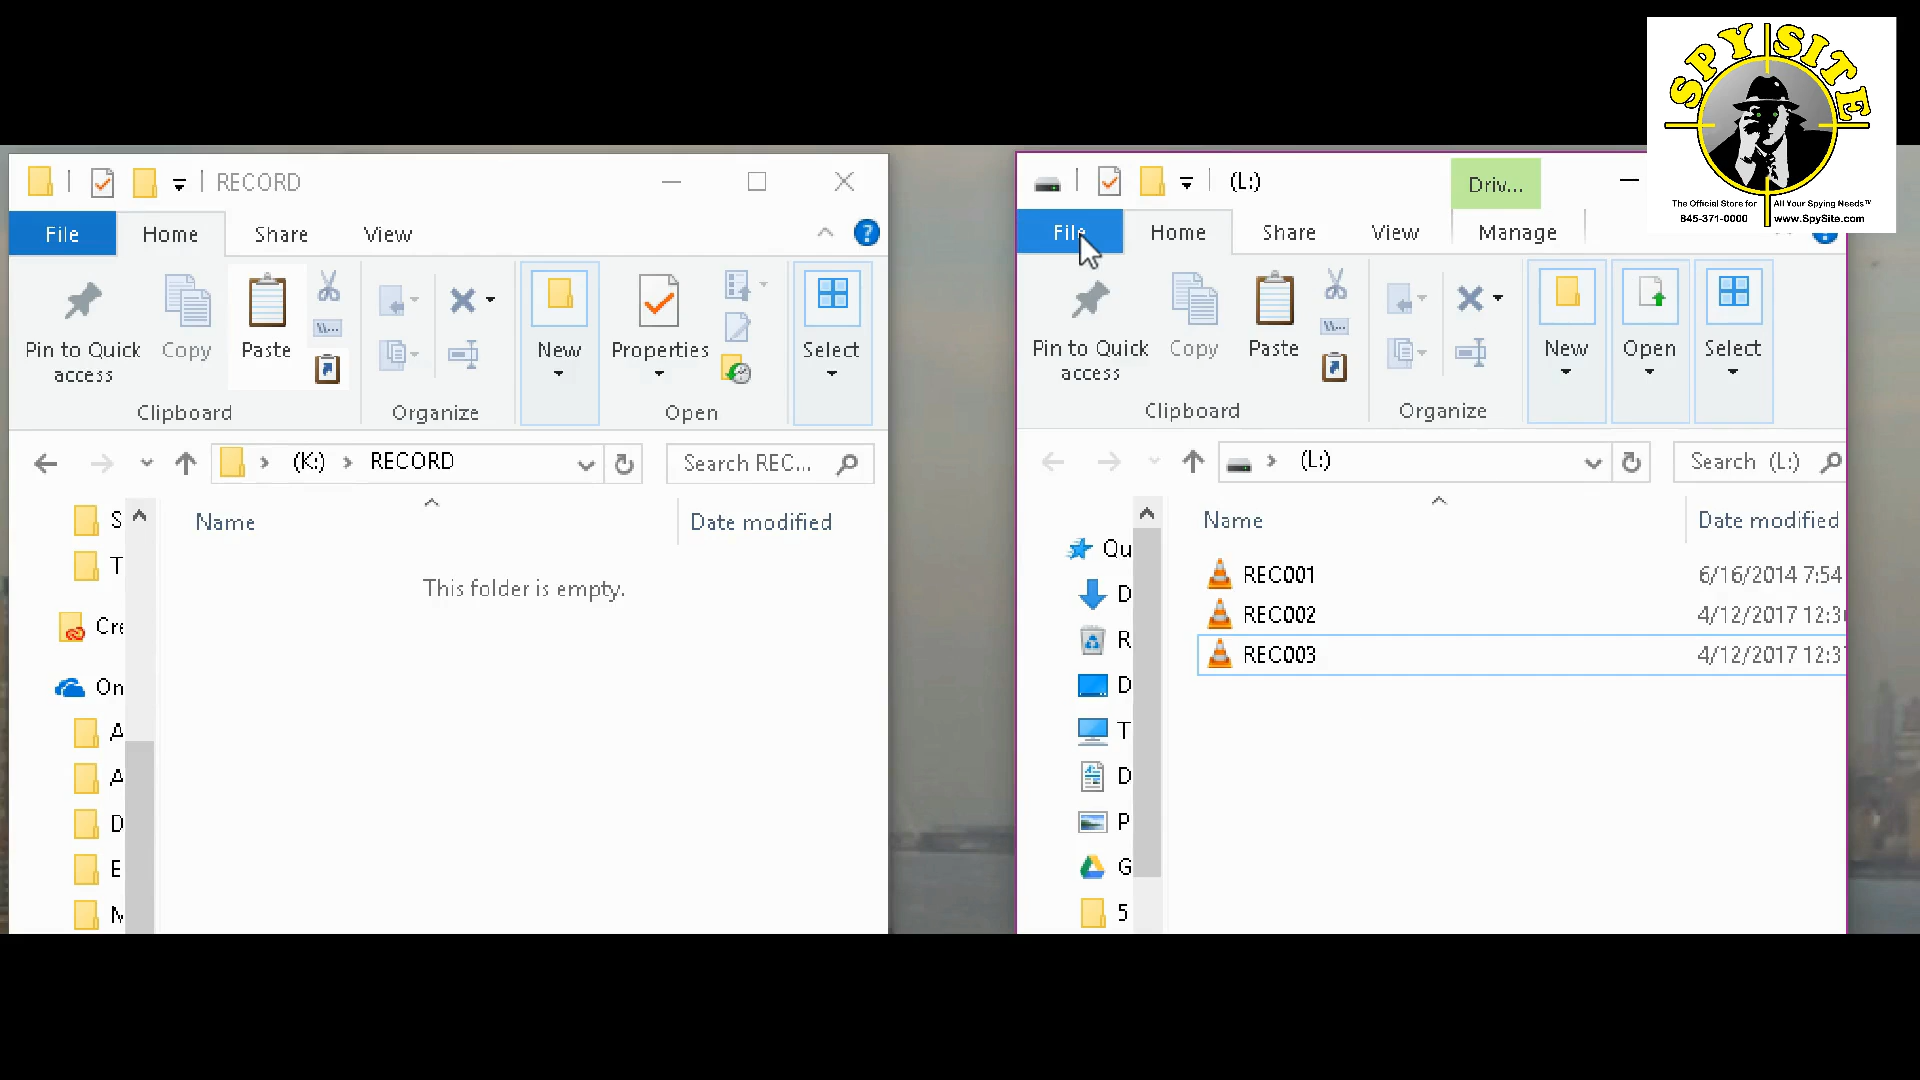 SPY SITE
The Official Store for All Your Spying Needs™
845-371-0000 www.SpySite.com
RECORD
File Home Share View
Pin to Quick access
Copy
Paste
Clipboard
Organize
New
Properties
Open
Select
(K:) RECORD
Search REC...
Name Date modified
This folder is empty.
S
T
Cre
On
A
A
D
E
M
(L:)
Driv...
File Home Share View Manage
Pin to Quick access
Copy
Paste
Clipboard
Organize
New
Open
Select
(L:)
Search (L:)
Name Date modified
REC001 6/16/2014 7:54
REC002 4/12/2017 12:3
REC003 4/12/2017 12:37
Qu
D
R
D
T
D
P
G
5